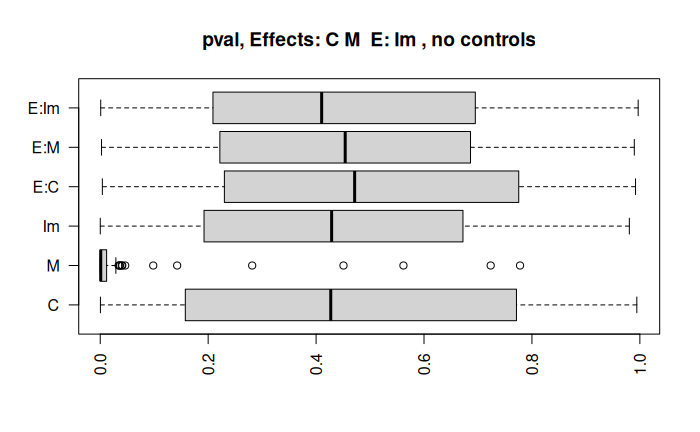 pval, Effects: C M  E: Im , no controls
E:Im
E:M
E:C
Im
M
C
0.0 0.2 0.4 0.6 0.8 1.0